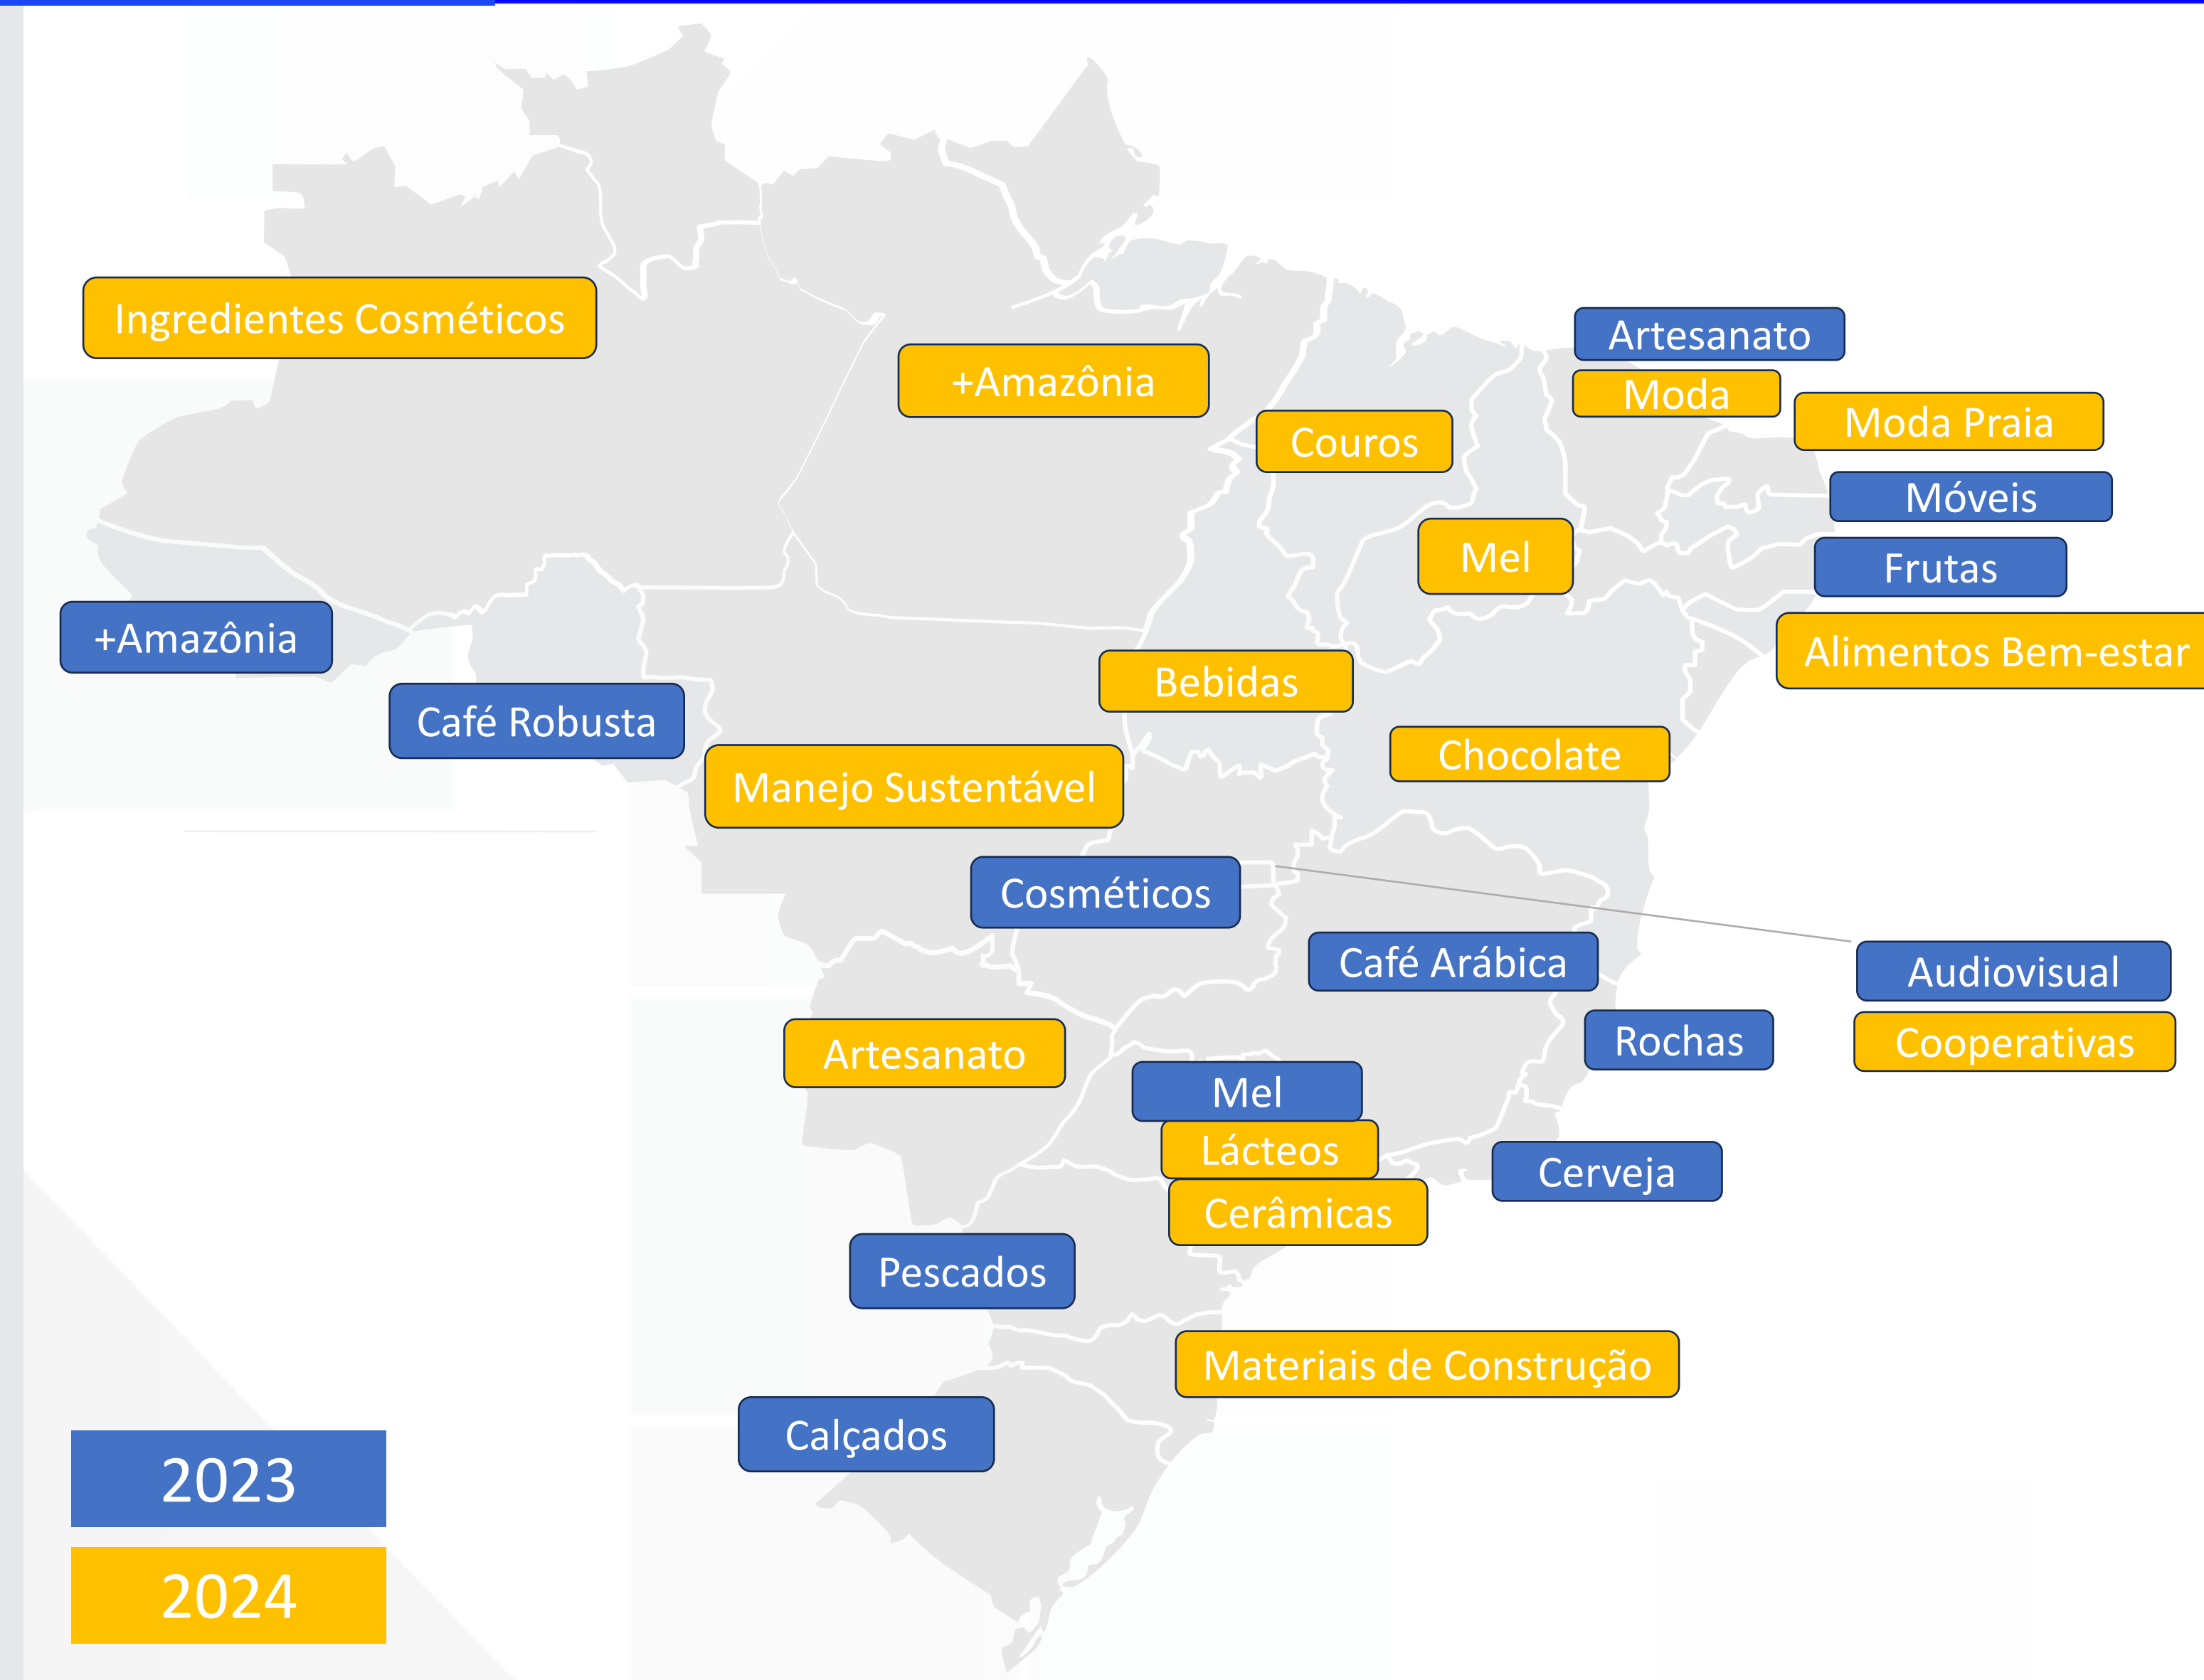 Ingredientes Cosméticos
Artesanato
+Amazônia
Moda
Moda Praia
Couros
Móveis
Mel
Frutas
+Amazônia
Alimentos Bem-estar
Bebidas
Café Robusta
Chocolate
Manejo Sustentável
Cosméticos
Café Arábica
Audiovisual
Rochas
Cooperativas
Artesanato
Mel
Lácteos
Cerveja
Cerâmicas
Pescados
Materiais de Construção
Calçados
2023
2024